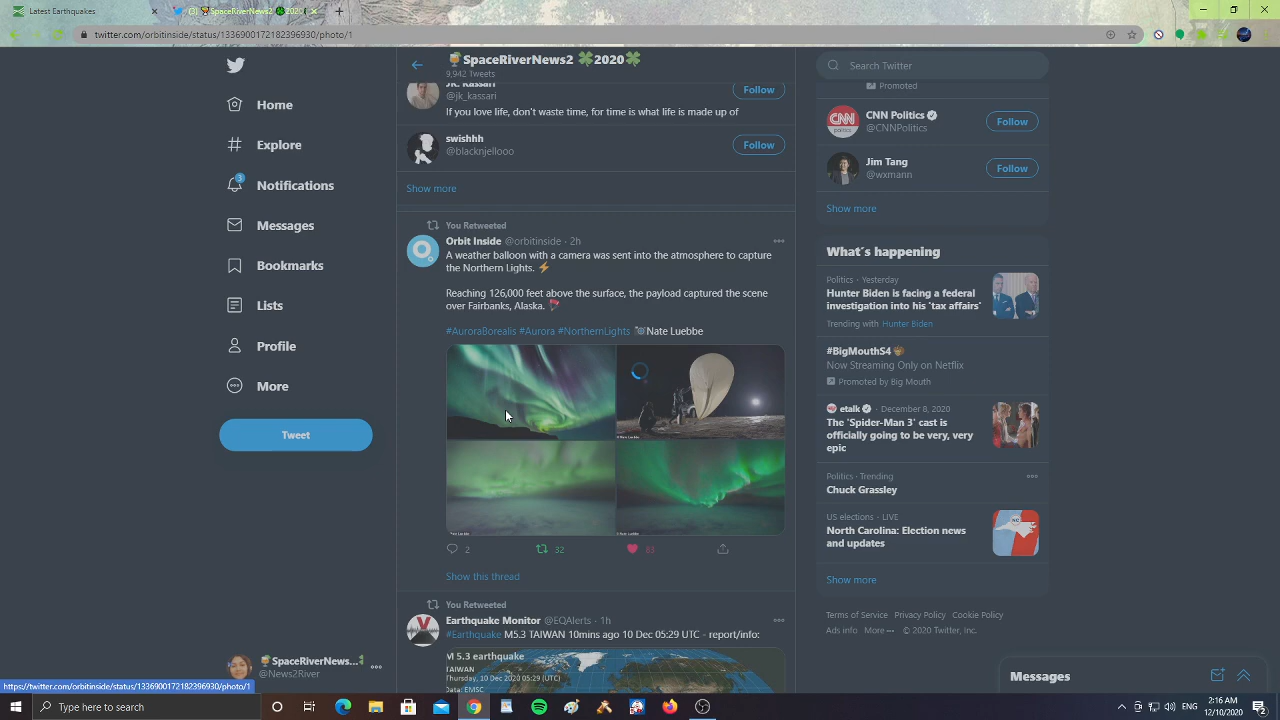 Latest Earthquakes
(3) 🍹SpaceRiverNews2 🍀2020🍀
twitter.com/orbitinside/status/1336900172182396930/photo/1
🍹SpaceRiverNews2 🍀2020🍀
9,942 Tweets
Search Twitter
Home
Explore
3
Notifications
Messages
Bookmarks
Lists
Profile
More
Tweet
🍹SpaceRiverNews...
@News2River
JK Kassari
@jk_kassari
Follow
If you love life, don't waste time, for time is what life is made up of
swishhh
@blacknjellooo
Follow
Show more
You Retweeted
Orbit Inside @orbitinside · 2h
A weather balloon with a camera was sent into the atmosphere to capture
the Northern Lights. ⚡
Reaching 126,000 feet above the surface, the payload captured the scene
over Fairbanks, Alaska.
#AuroraBorealis #Aurora #NorthernLights 📷Nate Luebbe
2
32
83
Show this thread
You Retweeted
Earthquake Monitor @EQAlerts · 1h
#Earthquake M5.3 TAIWAN 10mins ago 10 Dec 05:29 UTC - report/info:
M 5.3 earthquake
TAIWAN
Thursday, 10 Dec 2020 05:29 (UTC)
Data: EMSC
Promoted
CNN Politics
@CNNPolitics
Follow
CNN
politics
Jim Tang
@wxmann
Follow
Show more
What's happening
Politics · Yesterday
Hunter Biden is facing a federal
investigation into his 'tax affairs'
Trending with Hunter Biden
#BigMouthS4
Now Streaming Only on Netflix
Promoted by Big Mouth
etalk · December 8, 2020
The 'Spider-Man 3' cast is
officially going to be very, very
epic
Politics · Trending
Chuck Grassley
US elections · LIVE
North Carolina: Election news
and updates
NC
Show more
Terms of Service Privacy Policy Cookie Policy
Ads info More ··· © 2020 Twitter, Inc.
Messages
https://twitter.com/orbitinside/status/1336900172182396930/photo/1
Type here to search
2:16 AM
12/10/2020